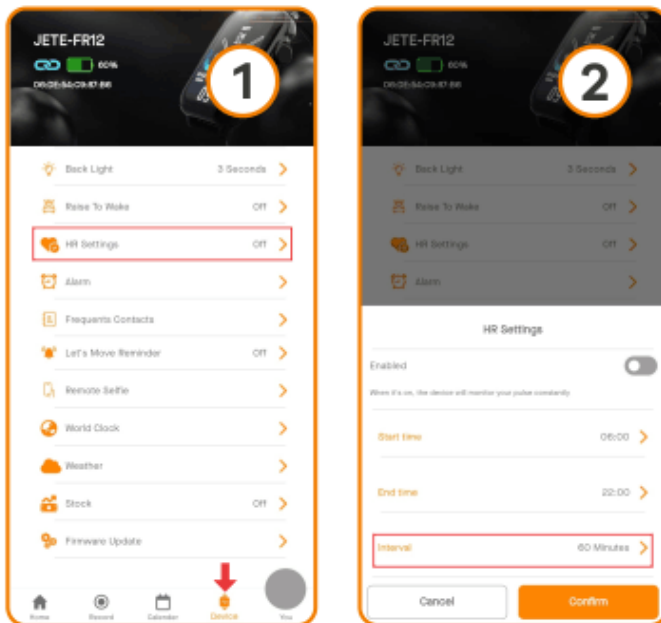 JETE-FR12
60%
1
Back Light 3 Seconds
Raise To Wake Off
HR Settings Off
Alarm
Frequents Contacts
Let's Move Reminder Off
Remote Selfie
World Clock
Weather
Stock Off
Firmware Update
Home Record Calendar Device You
JETE-FR12
60%
2
Back Light 3 Seconds
Raise To Wake Off
HR Settings Off
Alarm
HR Settings
Enabled
When it's on, the device will monitor your pulse constantly
Start time 06:00
End time 22:00
Interval 60 Minutes
Cancel Confirm